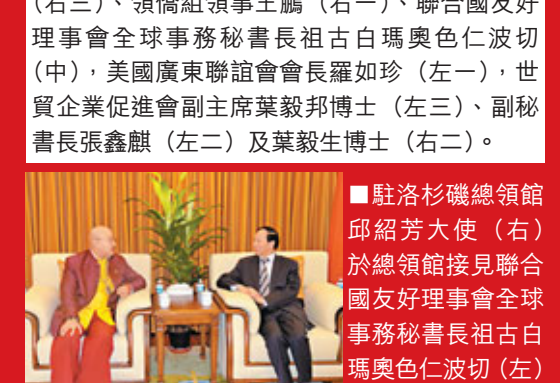 (右三)、領僑組領事王鵬(右一)、聯合國友好
理事會全球事務秘書長祖古白瑪奧色仁波切
(中),美國廣東聯誼會會長羅如珍(左一),世
貿企業促進會副主席葉毅邦博士(左三)、副秘
書長張鑫麒(左二)及葉毅生博士(右二)。
■駐洛杉磯總領館
邱紹芳大使(右)
於總領館接見聯合
國友好理事會全球
事務秘書長祖古白
瑪奧色仁波切(左)